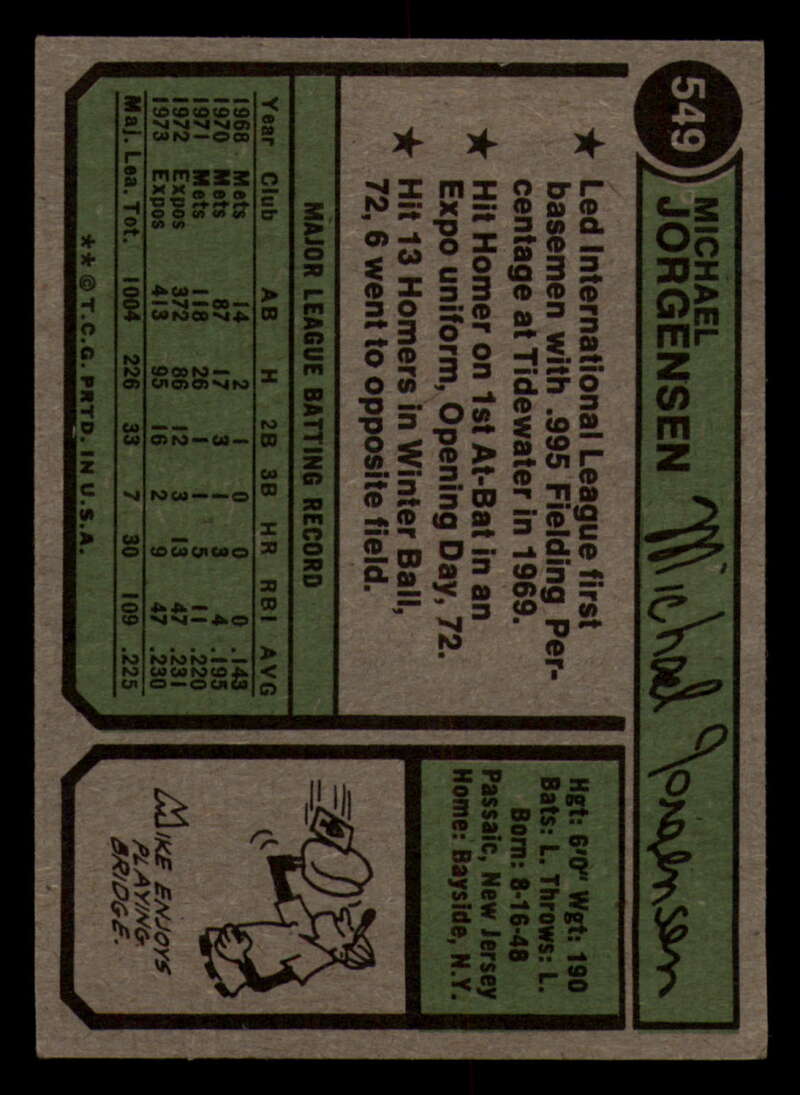 549
MICHAEL
JORGENSEN
Michael Jorgensen
★ Led International League first
basemen with .995 Fielding Per-
centage at Tidewater in 1969.
★ Hit Homer on 1st At-Bat in an
Expo uniform, Opening Day, 72.
★ Hit 13 Homers in Winter Ball,
72, 6 went to opposite field.
MAJOR LEAGUE BATTING RECORD
Year Club AB H 2B 3B HR RBI AVG
1968 Mets 14 2 1 0 0 0 .143
1970 Mets 87 17 3 1 3 4 .195
1971 Mets 118 26 1 1 5 11 .220
1972 Expos 372 86 12 3 13 47 .231
1973 Expos 413 95 16 2 9 47 .230
Maj. Lea. Tot. 1004 226 33 7 30 109 .225
**© T.C.G. PRTD. IN U.S.A.
Hgt: 6'0" Wgt: 190
Bats: L. Throws: L.
Born: 8-16-48
Passaic, New Jersey
Home: Bayside, N.Y.
MIKE ENJOYS
PLAYING
BRIDGE.